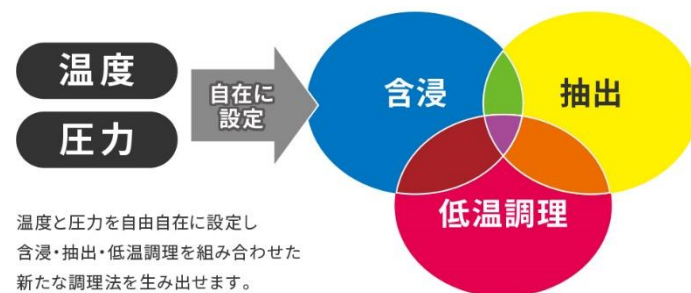 温度
圧力
自在に
設定
含浸
抽出
低温調理
温度と圧力を自由自在に設定し
含浸・抽出・低温調理を組み合わせた
新たな調理法を生み出せます。